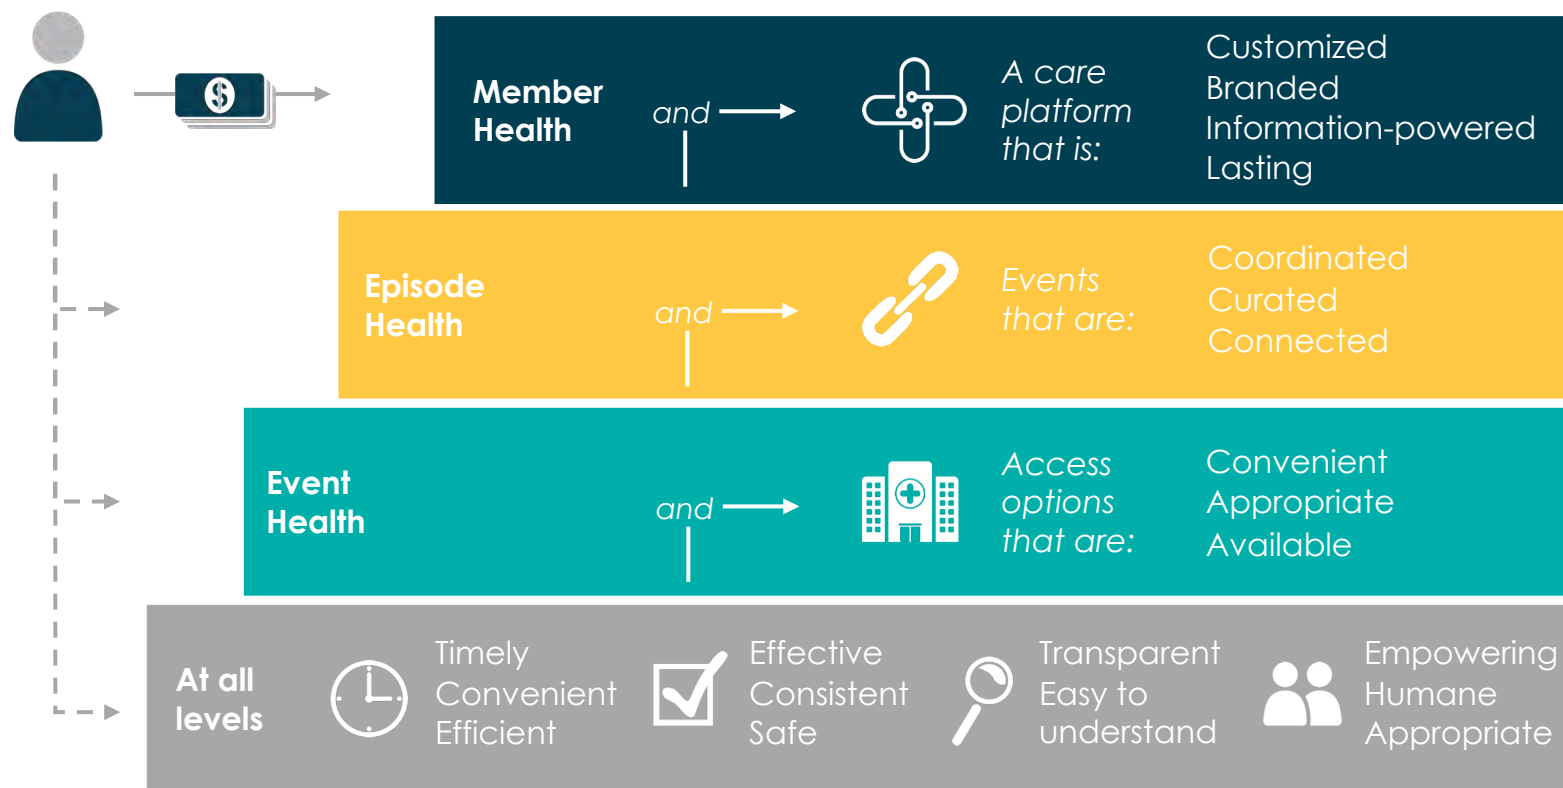 $
Member
Health
and
A care
platform
that is:
Customized
Branded
Information-powered
Lasting
Episode
Health
and
Events
that are:
Coordinated
Curated
Connected
Event
Health
and
Access
options
that are:
Convenient
Appropriate
Available
At all
levels
Timely
Convenient
Efficient
Effective
Consistent
Safe
Transparent
Easy to
understand
Empowering
Humane
Appropriate